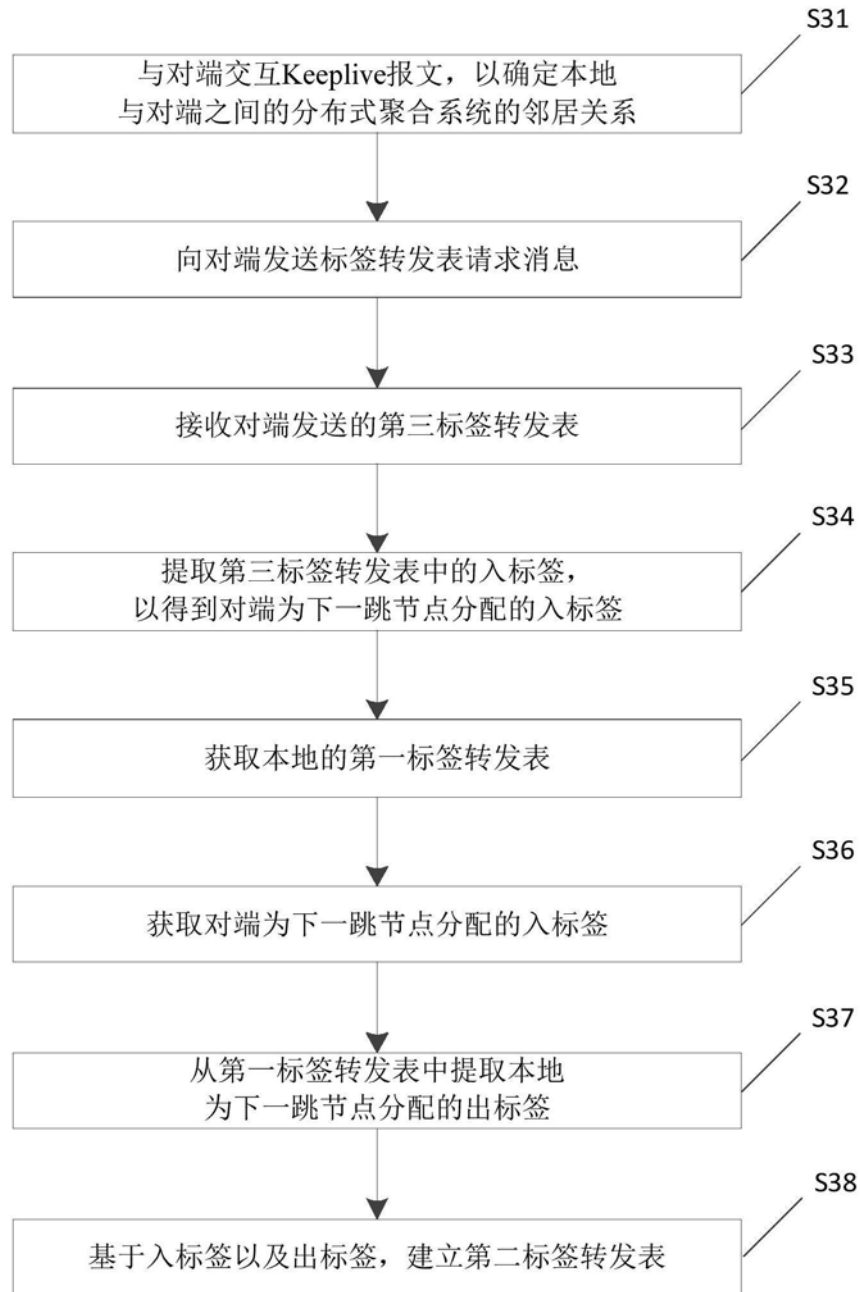 S31
与对端交互Keeplive报文，以确定本地
与对端之间的分布式聚合系统的邻居关系
S32
向对端发送标签转发表请求消息
S33
接收对端发送的第三标签转发表
S34
提取第三标签转发表中的入标签，
以得到对端为下一跳节点分配的入标签
S35
获取本地的第一标签转发表
S36
获取对端为下一跳节点分配的入标签
S37
从第一标签转发表中提取本地
为下一跳节点分配的出标签
S38
基于入标签以及出标签，建立第二标签转发表